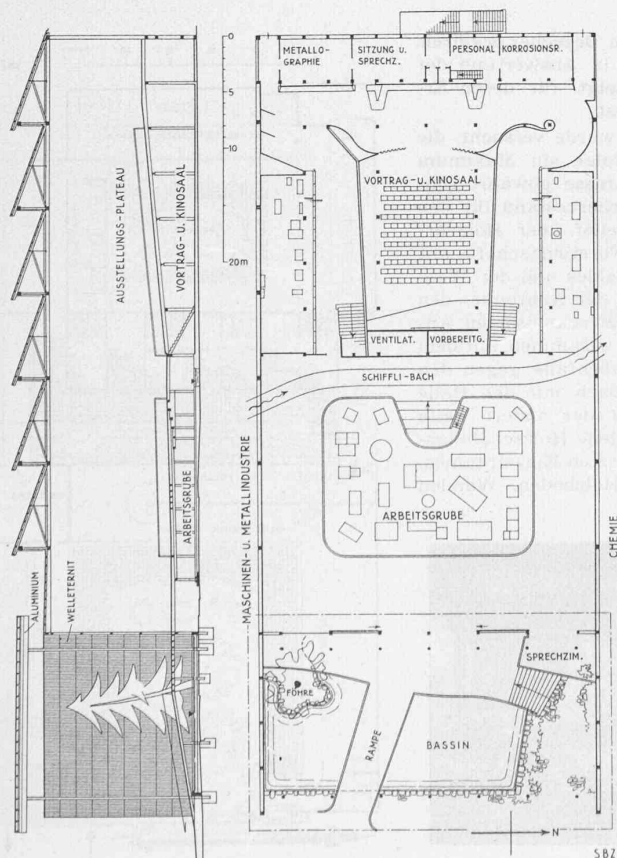 METALLO-
GRAPHIE
SITZUNG U.
SPRECHZ.
PERSONAL
KORROSIONSR.
0
5
10
20m
AUSSTELLUNGS-PLATEAU
VORTRAG- U. KINOSAAL
VORTRAG- U. KINOSAAL
VENTILAT.
VORBEREITG.
SCHIFFLI-BACH
MASCHINEN- U. METALLINDUSTRIE
ARBEITSGRUBE
ARBEITSGRUBE
CHEMIE
ALUMINIUM
WELLETERNIT
SPRECHZIM.
FÖHRE
RAMPE
BASSIN
N
SBZ